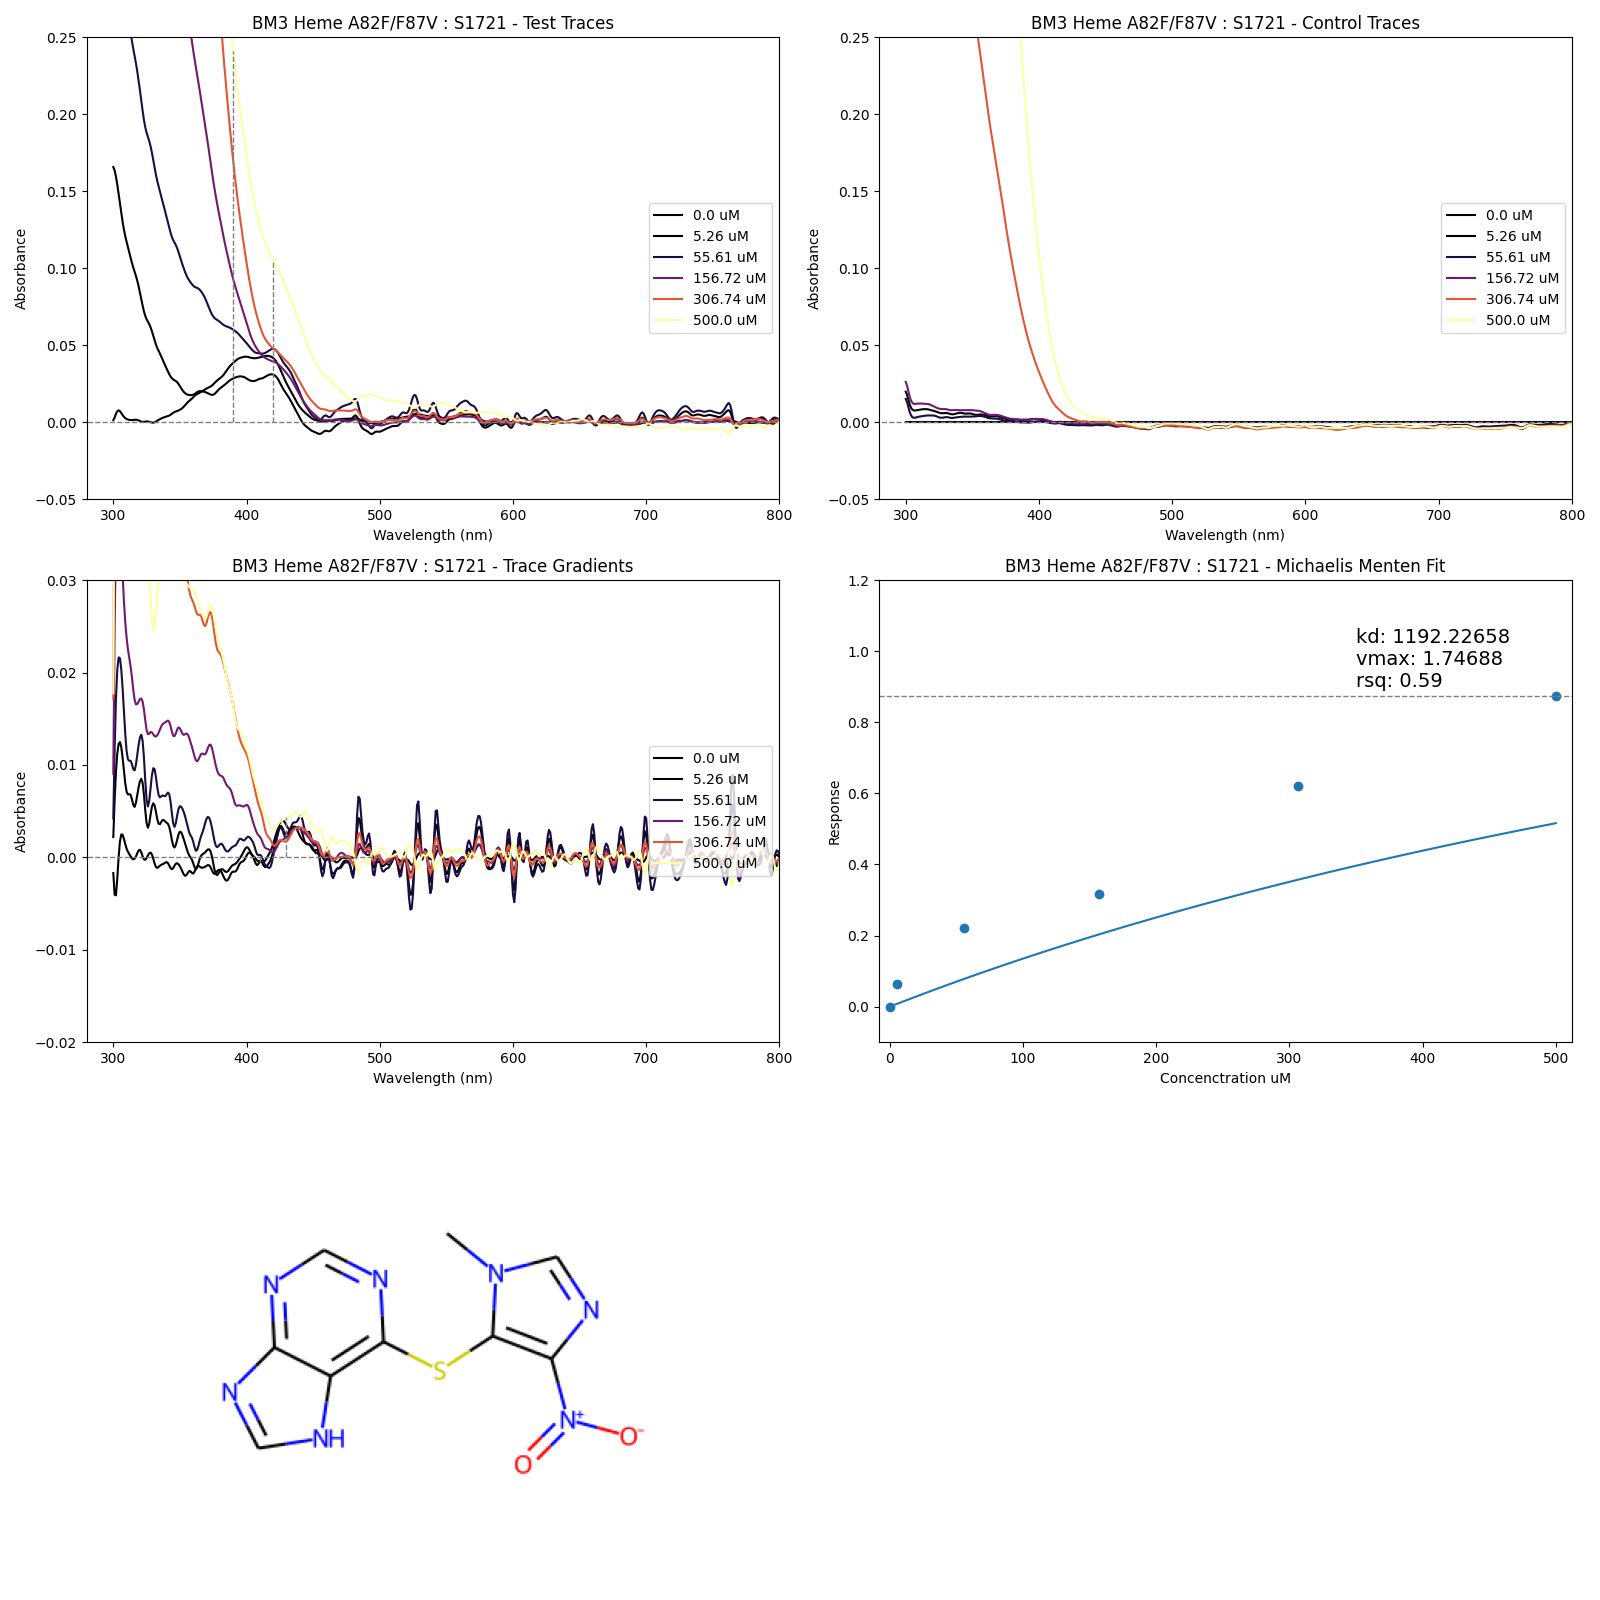 BM3 Heme A82F/F87V : S1721 - Test Traces
0.25
0.20
0.15
0.10
0.05
0.00
−0.05
Absorbance
300
400
500
600
700
800
Wavelength (nm)
0.0 uM
5.26 uM
55.61 uM
156.72 uM
306.74 uM
500.0 uM
BM3 Heme A82F/F87V : S1721 - Control Traces
0.25
0.20
0.15
0.10
0.05
0.00
−0.05
Absorbance
300
400
500
600
700
800
Wavelength (nm)
0.0 uM
5.26 uM
55.61 uM
156.72 uM
306.74 uM
500.0 uM
BM3 Heme A82F/F87V : S1721 - Trace Gradients
0.03
0.02
0.01
0.00
−0.01
−0.02
Absorbance
300
400
500
600
700
800
Wavelength (nm)
0.0 uM
5.26 uM
55.61 uM
156.72 uM
306.74 uM
500.0 uM
BM3 Heme A82F/F87V : S1721 - Michaelis Menten Fit
1.2
1.0
0.8
0.6
0.4
0.2
0.0
Response
kd: 1192.22658
vmax: 1.74688
rsq: 0.59
0
100
200
300
400
500
Concenctration uM
N
N
N
NH
S
N
N
N+
O-
O